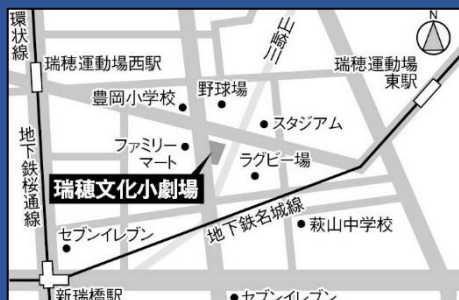 環状線
N
山崎川
瑞穂運動場西駅
瑞穂運動場
東駅
豊岡小学校
野球場
スタジアム
ファミリー
マート
ラグビー場
地下鉄桜通線
瑞穂文化小劇場
地下鉄名城線
萩山中学校
セブンイレブン
新瑞橋駅
セブンイレブン